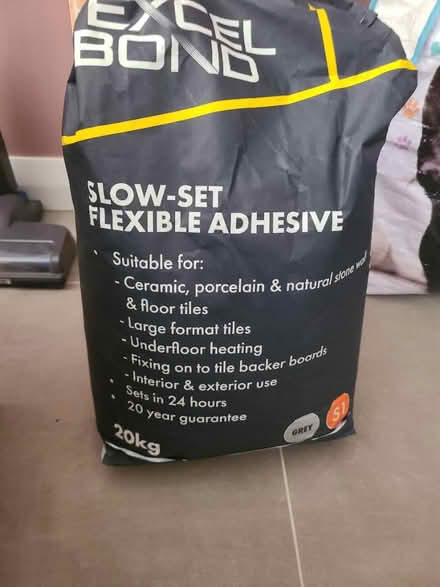 EXCEL
BOND
SLOW-SET
FLEXIBLE ADHESIVE
• Suitable for:
- Ceramic, porcelain & natural stone wall
& floor tiles
- Large format tiles
- Underfloor heating
- Fixing on to tile backer boards
- Interior & exterior use
• Sets in 24 hours
• 20 year guarantee
20kg
GREY
S1